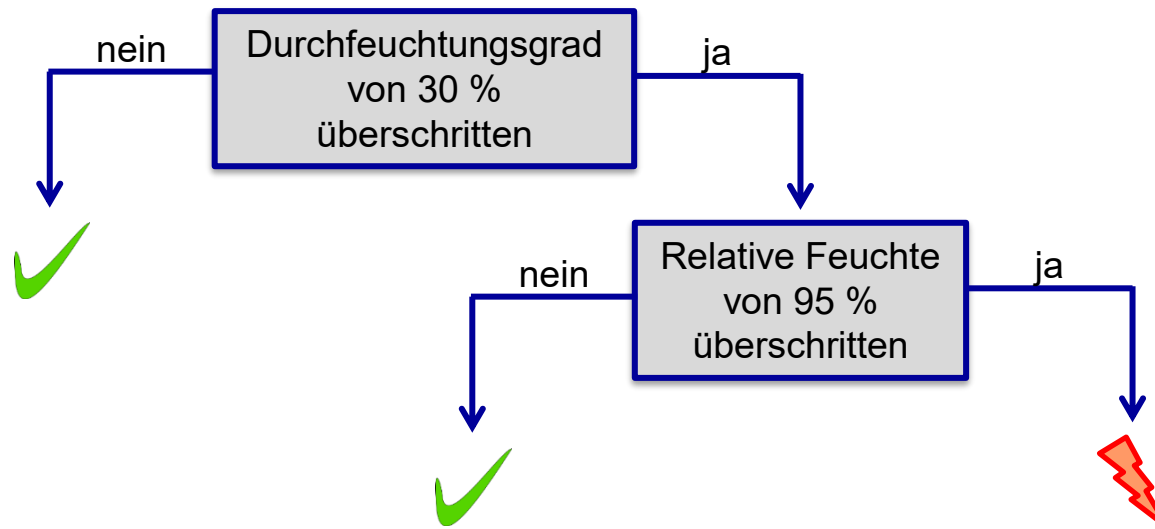 nein
Durchfeuchtungsgrad
von 30 %
überschritten
ja
nein
Relative Feuchte
von 95 %
überschritten
ja